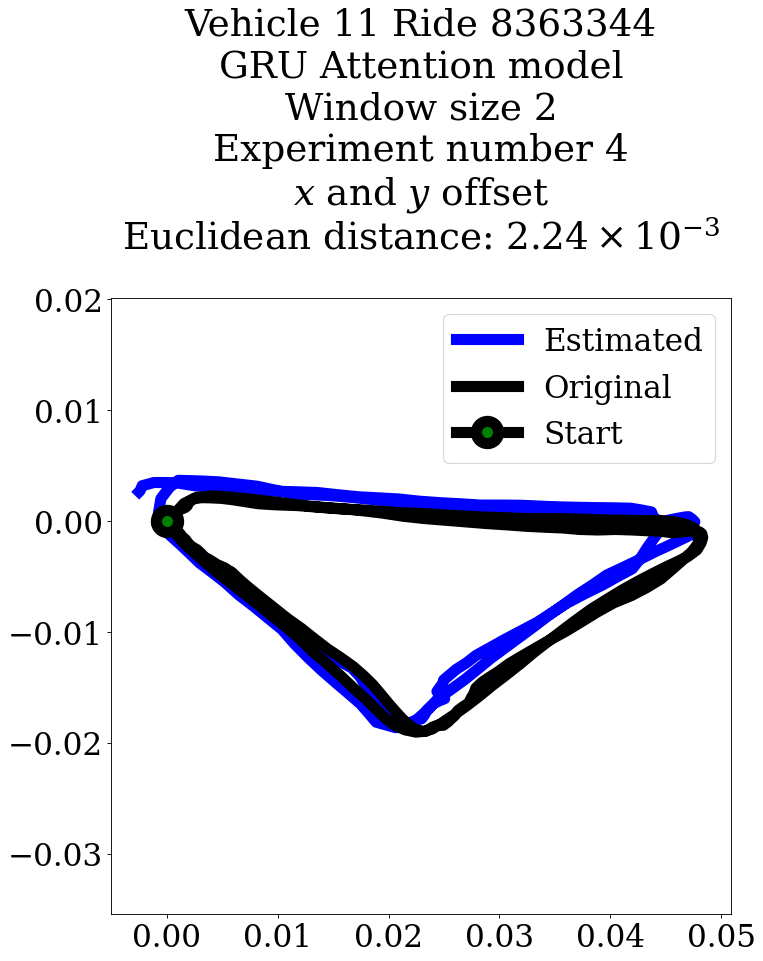 Vehicle 11 Ride 8363344
GRU Attention model
Window size 2
Experiment number 4
x and y offset
Euclidean distance: 2.24 × 10⁻³
Estimated
Original
Start
0.02
0.01
0.00
−0.01
−0.02
−0.03
0.00 0.01 0.02 0.03 0.04 0.05